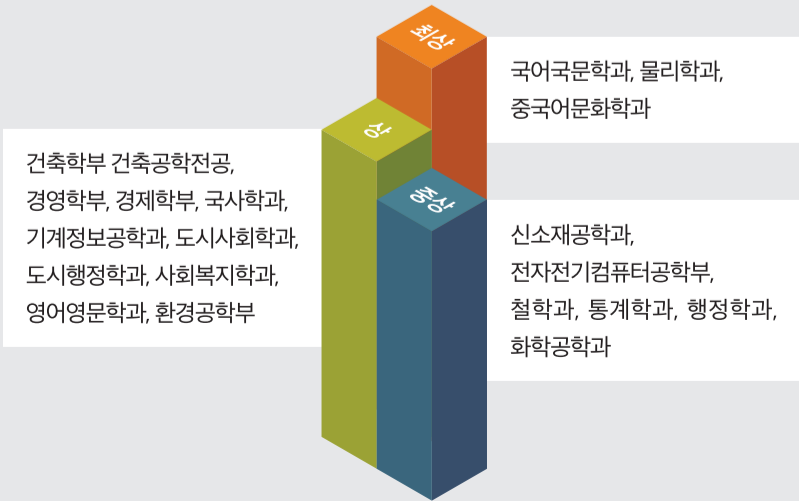 최상
국어국문학과, 물리학과,
중국어문화학과
상
건축학부 건축공학전공,
경영학부, 경제학부, 국사학과,
기계정보공학과, 도시사회학과,
도시행정학과, 사회복지학과,
영어영문학과, 환경공학부
중상
신소재공학과,
전자전기컴퓨터공학부,
철학과, 통계학과, 행정학과,
화학공학과